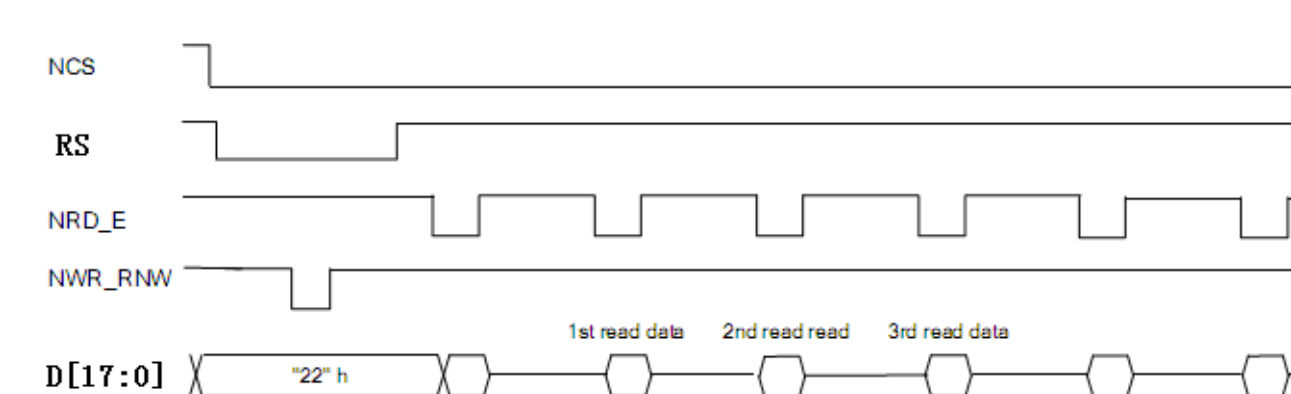 NCS
RS
NRD_E
NWR_RNW
1st read data 2nd read read 3rd read data
D[17:0] "22" h